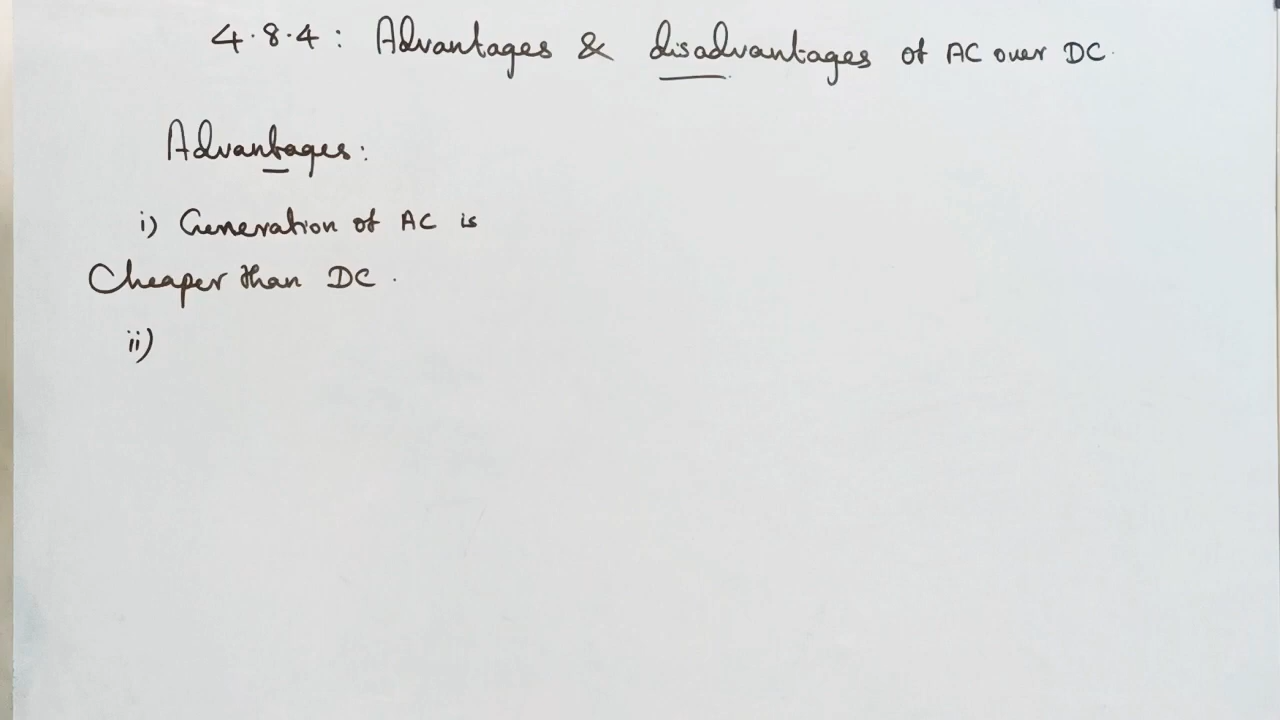 4.8.4: Advantages & disadvantages of AC over DC.
Advantages:
i) Generation of AC is
Cheaper than DC.
ii)